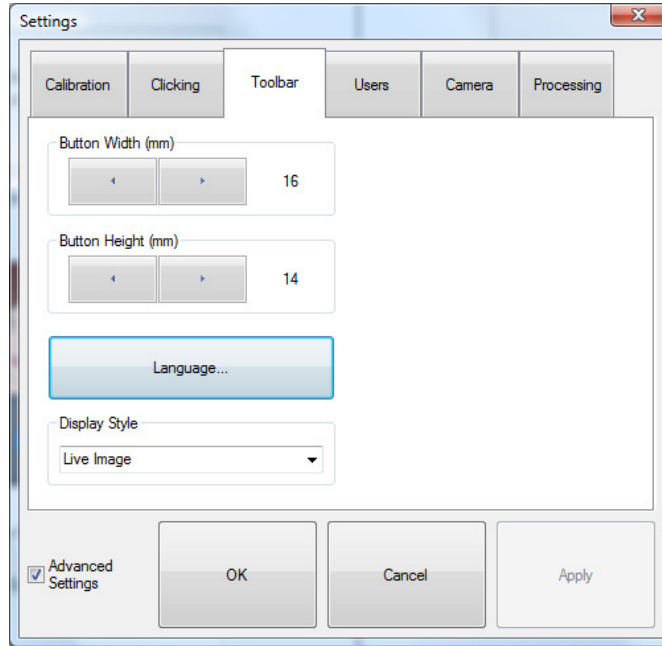 Settings
Calibration
Clicking
Toolbar
Users
Camera
Processing
Button Width (mm)
16
Button Height (mm)
14
Language...
Display Style
Live Image
Advanced
Settings
OK
Cancel
Apply